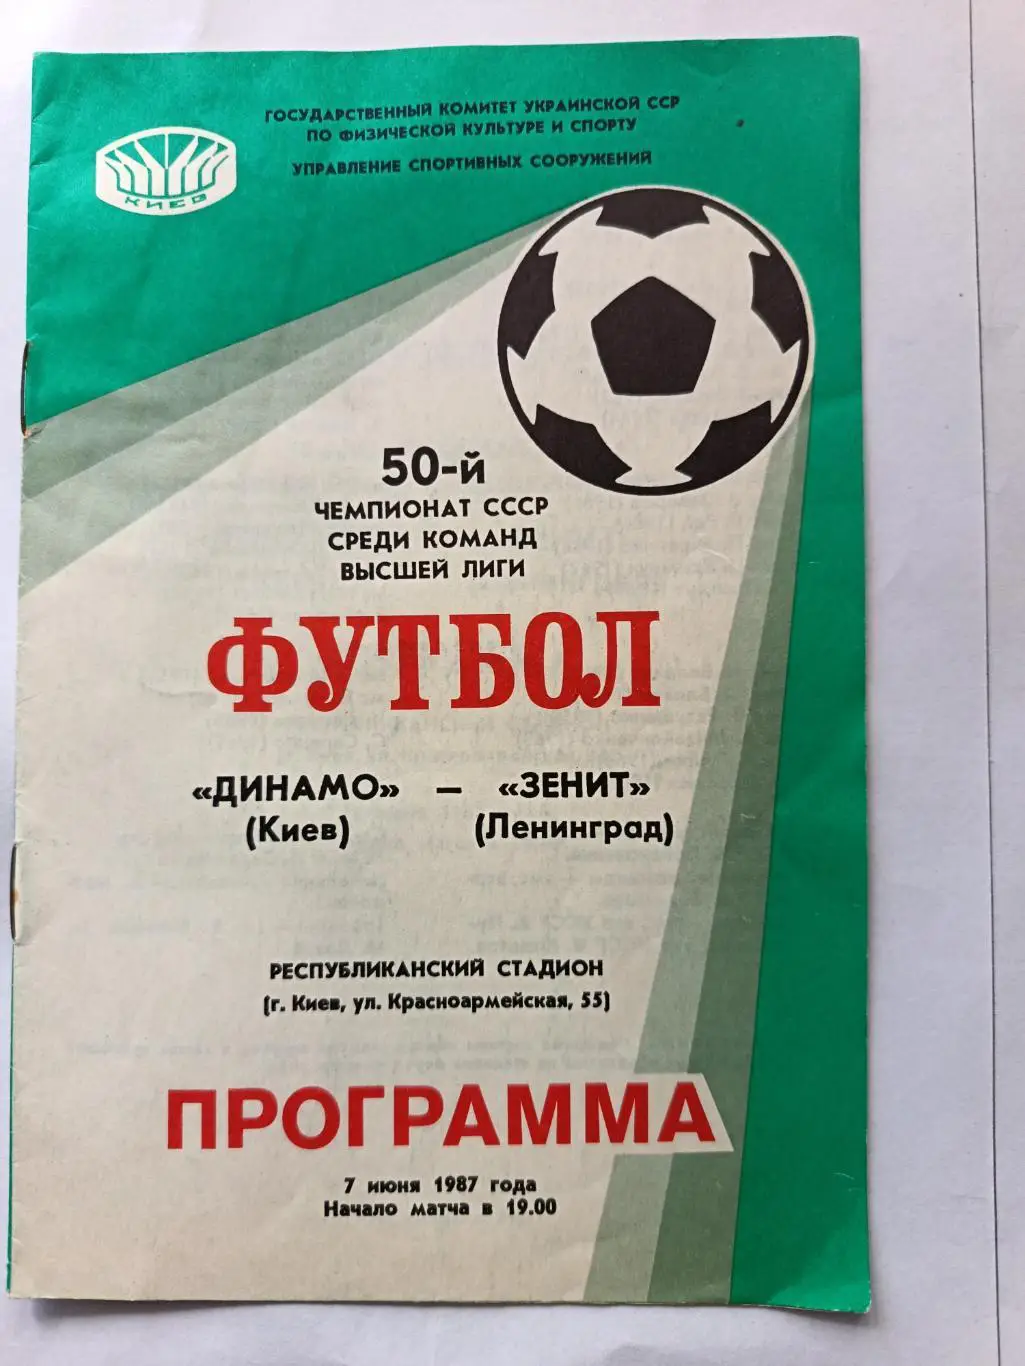 ГОСУДАРСТВЕННЫЙ КОМИТЕТ УКРАИНСКОЙ ССР
ПО ФИЗИЧЕСКОЙ КУЛЬТУРЕ И СПОРТУ
УПРАВЛЕНИЕ СПОРТИВНЫХ СООРУЖЕНИЙ
КИЕВ
50-й
ЧЕМПИОНАТ СССР
СРЕДИ КОМАНД
ВЫСШЕЙ ЛИГИ
ФУТБОЛ
«ДИНАМО» — «ЗЕНИТ»
(Киев) (Ленинград)
РЕСПУБЛИКАНСКИЙ СТАДИОН
(г. Киев, ул. Красноармейская, 55)
ПРОГРАММА
7 июня 1987 года
Начало матча в 19.00